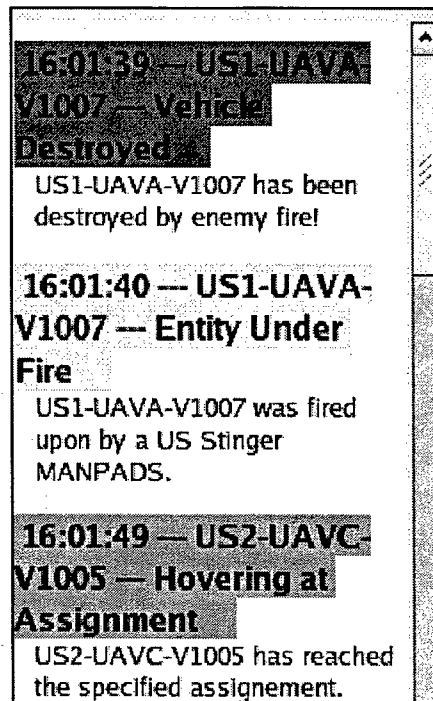 16:01:39 — US1-UAVA-
V1007 — Vehicle
Destroyed
US1-UAVA-V1007 has been
destroyed by enemy fire!
16:01:40 — US1-UAVA-
V1007 — Entity Under
Fire
US1-UAVA-V1007 was fired
upon by a US Stinger
MANPADS.
16:01:49 — US2-UAVC-
V1005 — Hovering at
Assignment
US2-UAVC-V1005 has reached
the specified assignement.